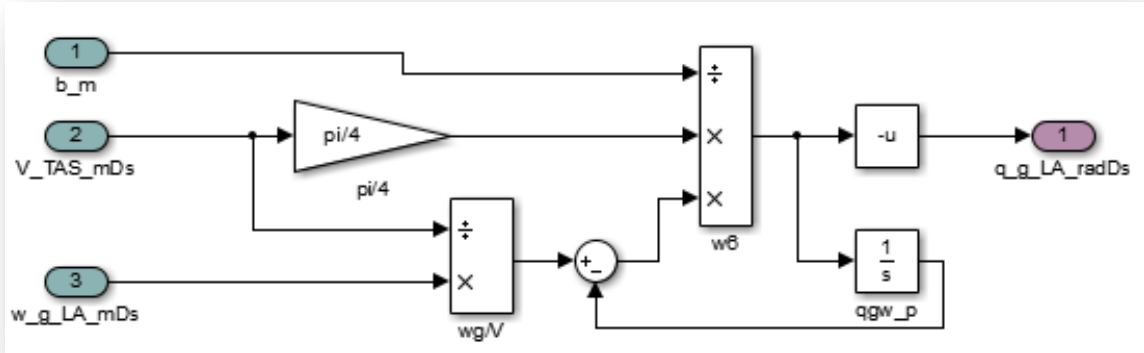 1
b_m
2
V_TAS_mDs
3
w_g_LA_mDs
pi/4
pi/4
÷
×
wg/V
+
-
÷
×
×
w6
-u
1
s
qgw_p
1
q_g_LA_radDs